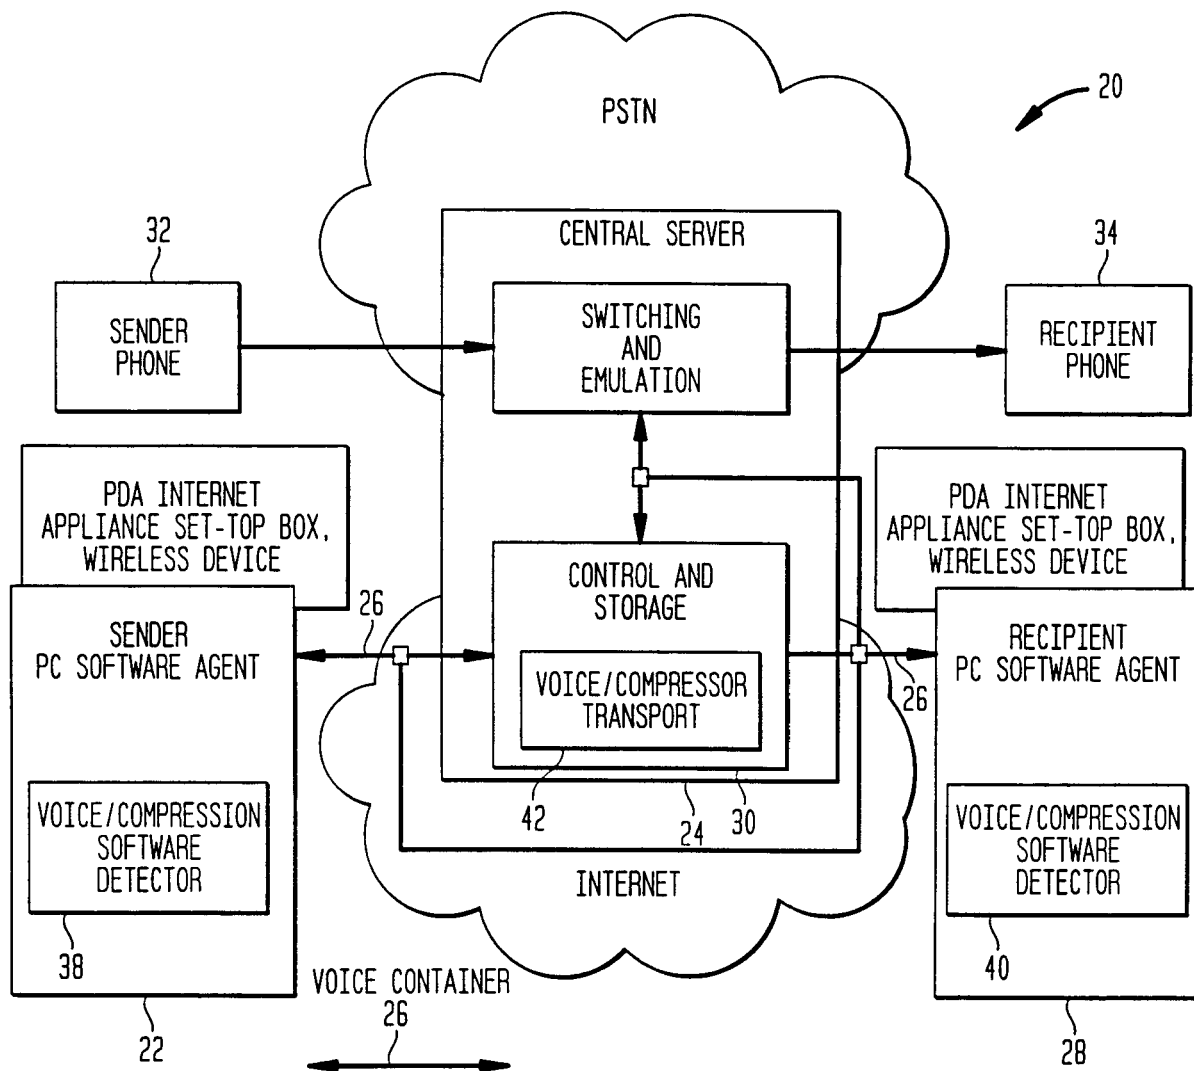 PSTN
20
32
SENDER
PHONE
CENTRAL SERVER
SWITCHING
AND
EMULATION
34
RECIPIENT
PHONE
PDA INTERNET
APPLIANCE SET-TOP BOX,
WIRELESS DEVICE
SENDER
PC SOFTWARE AGENT
VOICE/COMPRESSION
SOFTWARE
DETECTOR
38
22
26
CONTROL AND
STORAGE
VOICE/COMPRESSOR
TRANSPORT
42
24
30
INTERNET
PDA INTERNET
APPLIANCE SET-TOP BOX,
WIRELESS DEVICE
RECIPIENT
PC SOFTWARE AGENT
26
VOICE/COMPRESSION
SOFTWARE
DETECTOR
40
28
VOICE CONTAINER
26